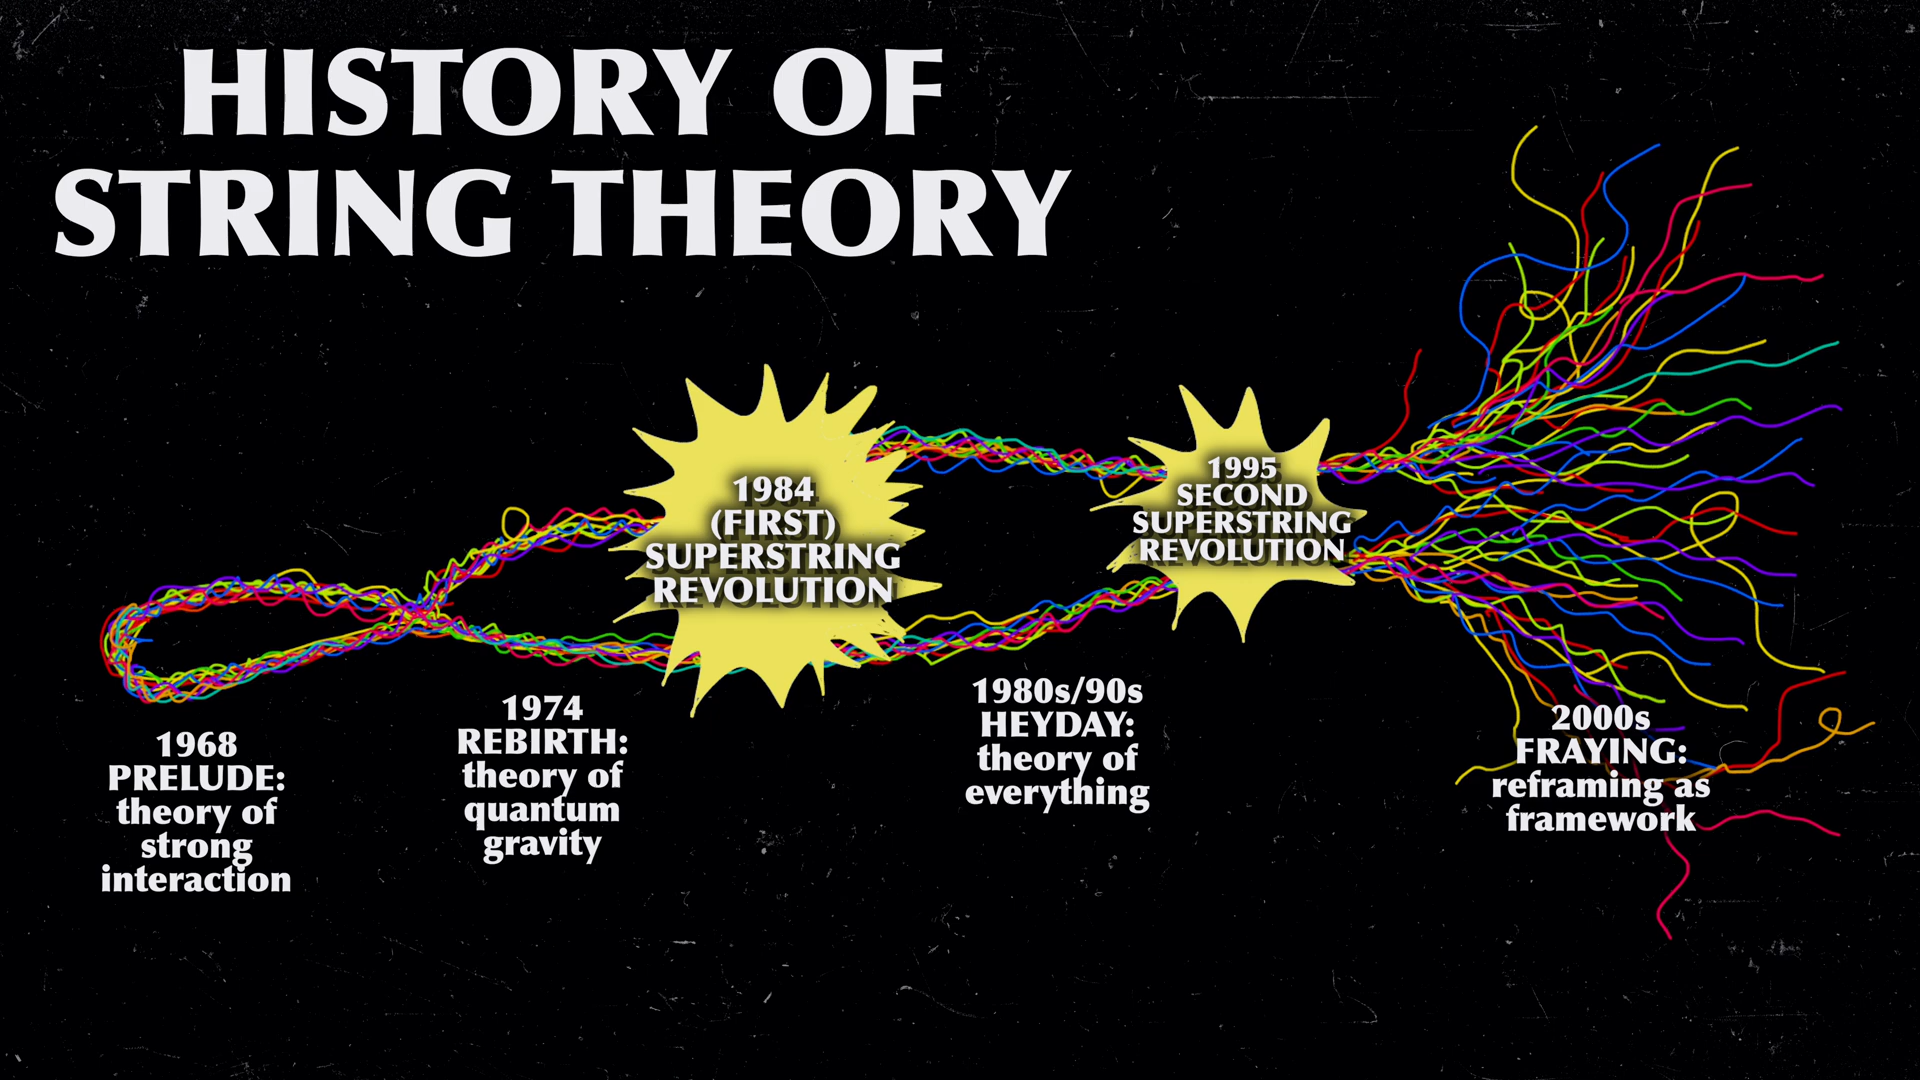 HISTORY OF
STRING THEORY
1968
PRELUDE:
theory of
strong
interaction
1974
REBIRTH:
theory of
quantum
gravity
1984
(FIRST)
SUPERSTRING
REVOLUTION
1980s/90s
HEYDAY:
theory of
everything
1995
SECOND
SUPERSTRING
REVOLUTION
2000s
FRAYING:
reframing as
framework